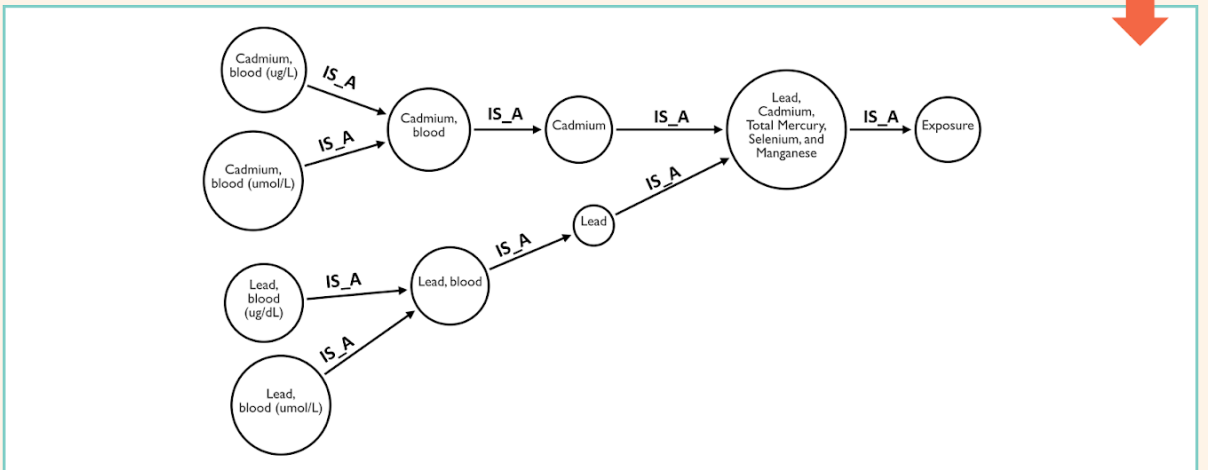 Cadmium,
blood (ug/L)
IS_A
Cadmium,
blood (umol/L)
IS_A
Cadmium,
blood
IS_A
Cadmium
IS_A
Lead,
Cadmium,
Total Mercury,
Selenium, and
Manganese
IS_A
Exposure
Lead,
blood
(ug/dL)
IS_A
Lead,
blood (umol/L)
IS_A
Lead, blood
IS_A
Lead
IS_A